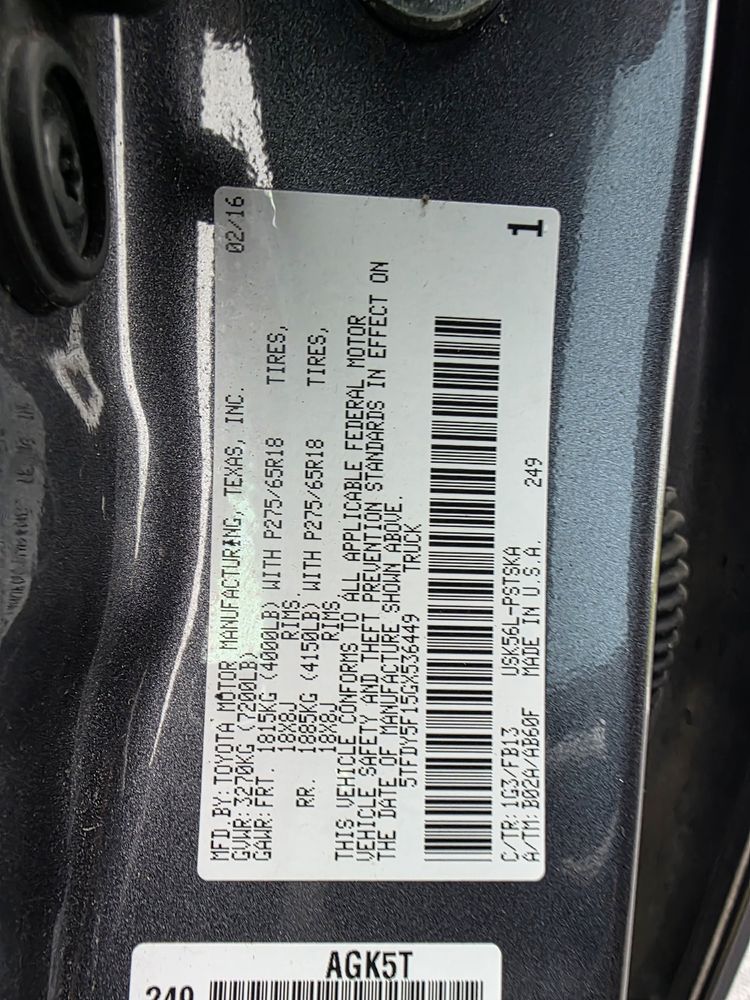 MFD.BY: TOYOTA MOTOR MANUFACTURING, TEXAS, INC. 02/16
GVWR: 3270KG (7200LB)
GAWR: FRT. 1815KG (4000LB) WITH P275/65R18 TIRES,
18X8J RIMS.
RR. 1885KG (4150LB) WITH P275/65R18 TIRES,
18X8J RIMS
THIS VEHICLE CONFORMS TO ALL APPLICABLE FEDERAL MOTOR
VEHICLE SAFETY AND THEFT PREVENTION STANDARDS IN EFFECT ON
THE DATE OF MANUFACTURE SHOWN ABOVE.
5TFDY5F15GX536449 TRUCK
C/TR: 1G3/FB13 USK56L-PSTSKA 249
A/TM: B02A/AB60F MADE IN U.S.A.
1
AGK5T
249